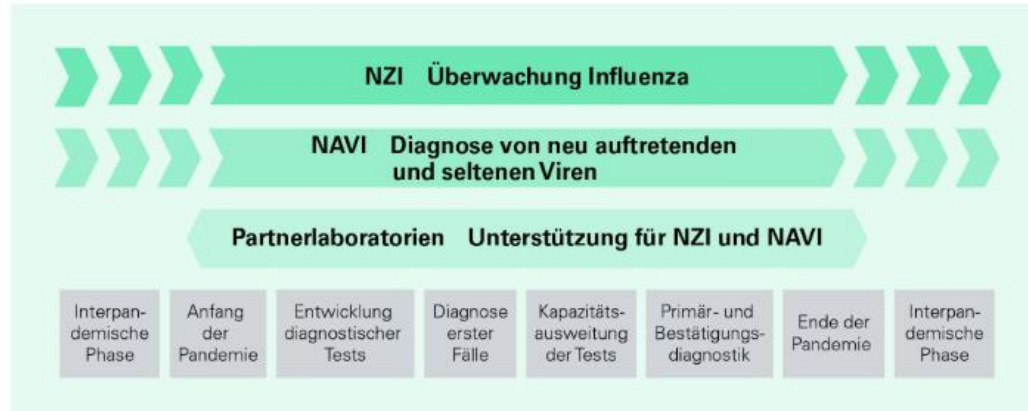 NZI Überwachung Influenza
NAVI Diagnose von neu auftretenden
und seltenen Viren
Partnerlaboratorien Unterstützung für NZI und NAVI
Interpan-
demische
Phase
Anfang
der
Pandemie
Entwicklung
diagnostischer
Tests
Diagnose
erster
Fälle
Kapazitäts-
ausweitung
der Tests
Primär- und
Bestätigungs-
diagnostik
Ende der
Pandemie
Interpan-
demische
Phase